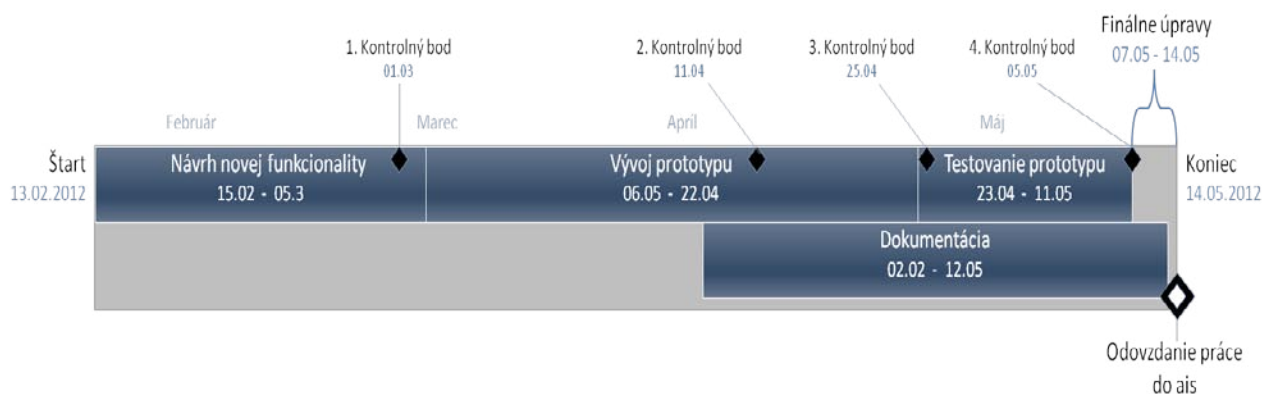 Finálne úpravy
07.05 - 14.05
1. Kontrolný bod
01.03
2. Kontrolný bod
11.04
3. Kontrolný bod
25.04
4. Kontrolný bod
05.05
Február
Marec
Apríl
Máj
Štart
13.02.2012
Návrh novej funkcionality
15.02 - 05.3
Vývoj prototypu
06.05 - 22.04
Testovanie prototypu
23.04 - 11.05
Koniec
14.05.2012
Dokumentácia
02.02 - 12.05
Odovzdanie práce
do ais